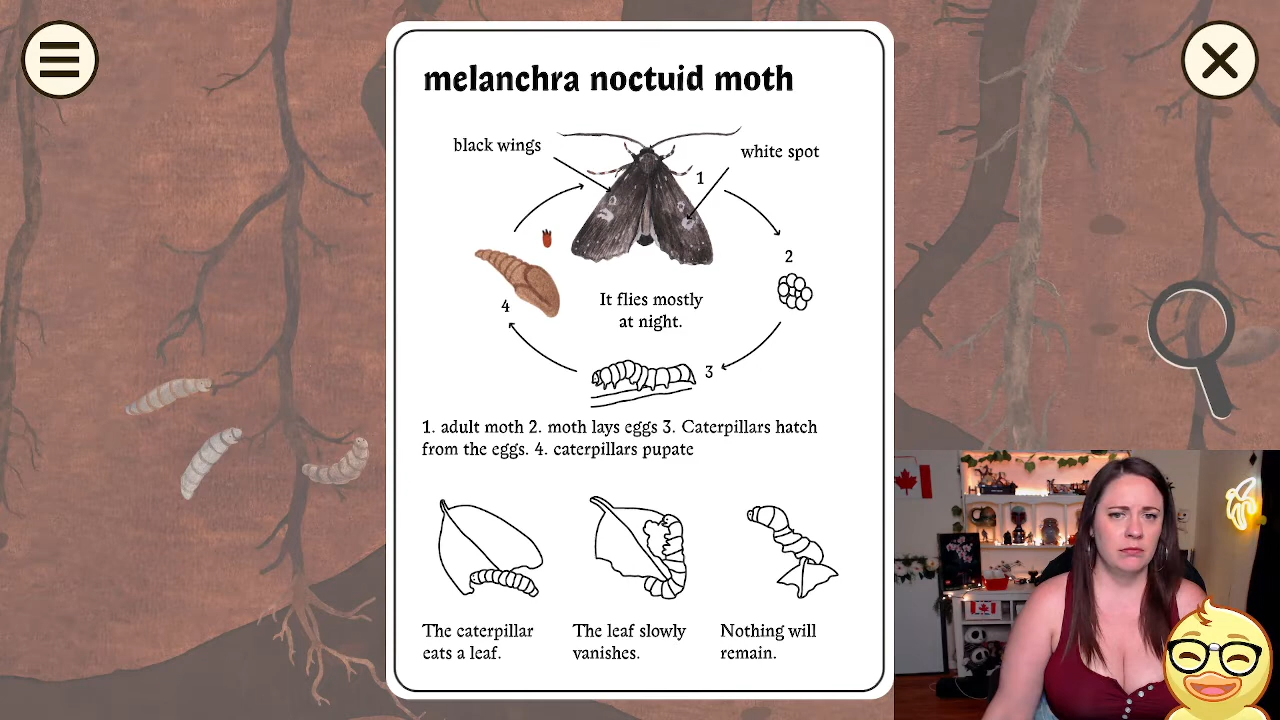 melanchra noctuid moth
black wings
white spot
1
2
4
It flies mostly
at night.
3
1. adult moth 2. moth lays eggs 3. Caterpillars hatch
from the eggs. 4. caterpillars pupate
The caterpillar
eats a leaf.
The leaf slowly
vanishes.
Nothing will
remain.